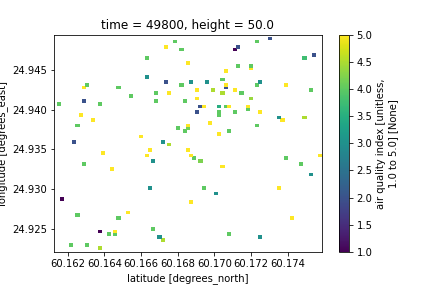 time = 49800, height = 50.0
24.945
24.940
24.935
24.930
24.925
longitude [degrees_east]
60.162 60.164 60.166 60.168 60.170 60.172 60.174
latitude [degrees_north]
5.0
4.5
4.0
3.5
3.0
2.5
2.0
1.5
1.0
air quality index [unitless,
1.0 to 5.0] [None]